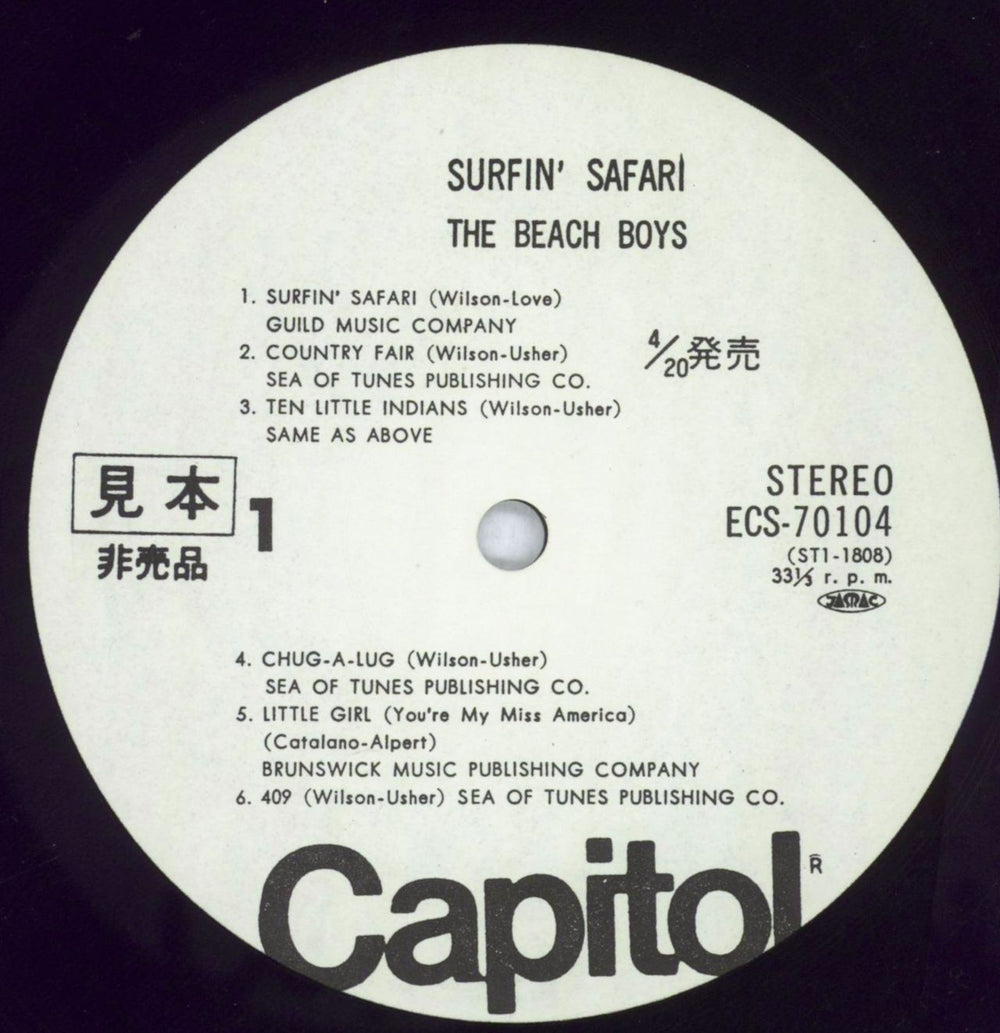 SURFIN' SAFARI
THE BEACH BOYS
1. SURFIN' SAFARI (Wilson-Love)
GUILD MUSIC COMPANY
2. COUNTRY FAIR (Wilson-Usher)
SEA OF TUNES PUBLISHING CO.
3. TEN LITTLE INDIANS (Wilson-Usher)
SAME AS ABOVE
4/20発売
見本
非売品
1
STEREO
ECS-70104
(ST1-1808)
33⅓ r. p. m.
JASRAC
4. CHUG-A-LUG (Wilson-Usher)
SEA OF TUNES PUBLISHING CO.
5. LITTLE GIRL (You're My Miss America)
(Catalano-Alpert)
BRUNSWICK MUSIC PUBLISHING COMPANY
6. 409 (Wilson-Usher) SEA OF TUNES PUBLISHING CO.
Capitol R